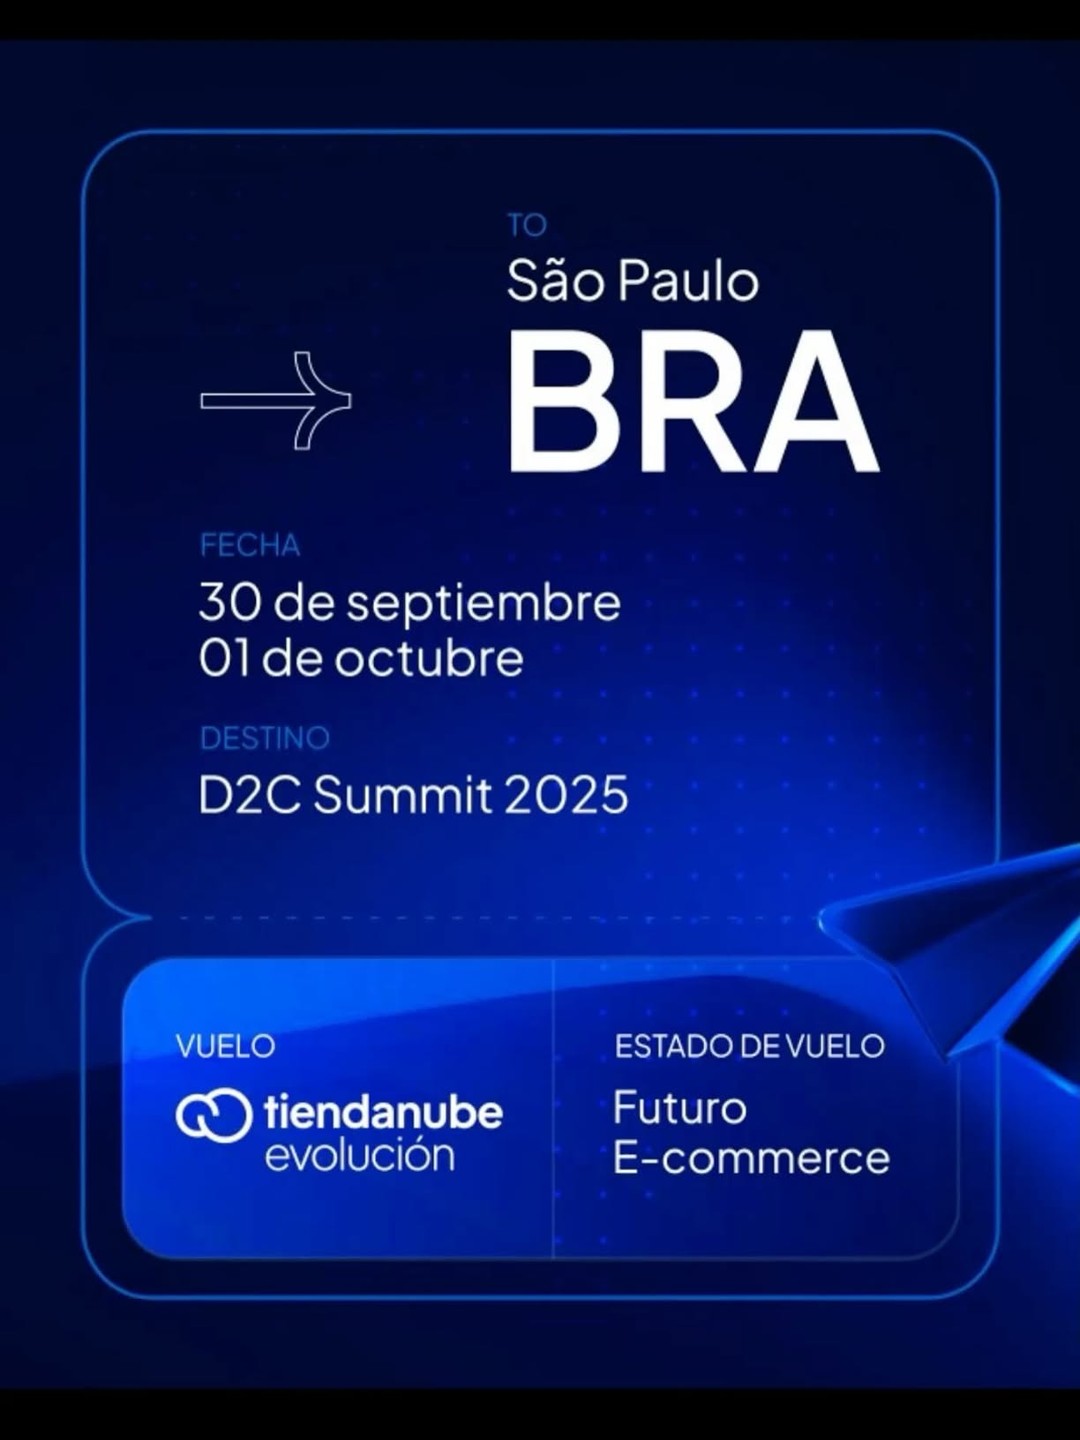 TO
São Paulo
BRA
FECHA
30 de septiembre
01 de octubre
DESTINO
D2C Summit 2025
VUELO
tiendanube
evolución
ESTADO DE VUELO
Futuro
E-commerce